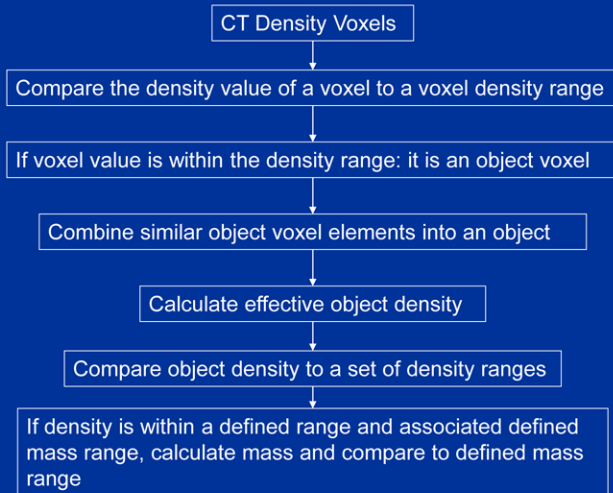 CT Density Voxels
Compare the density value of a voxel to a voxel density range
If voxel value is within the density range: it is an object voxel
Combine similar object voxel elements into an object
Calculate effective object density
Compare object density to a set of density ranges
If density is within a defined range and associated defined
mass range, calculate mass and compare to defined mass
range